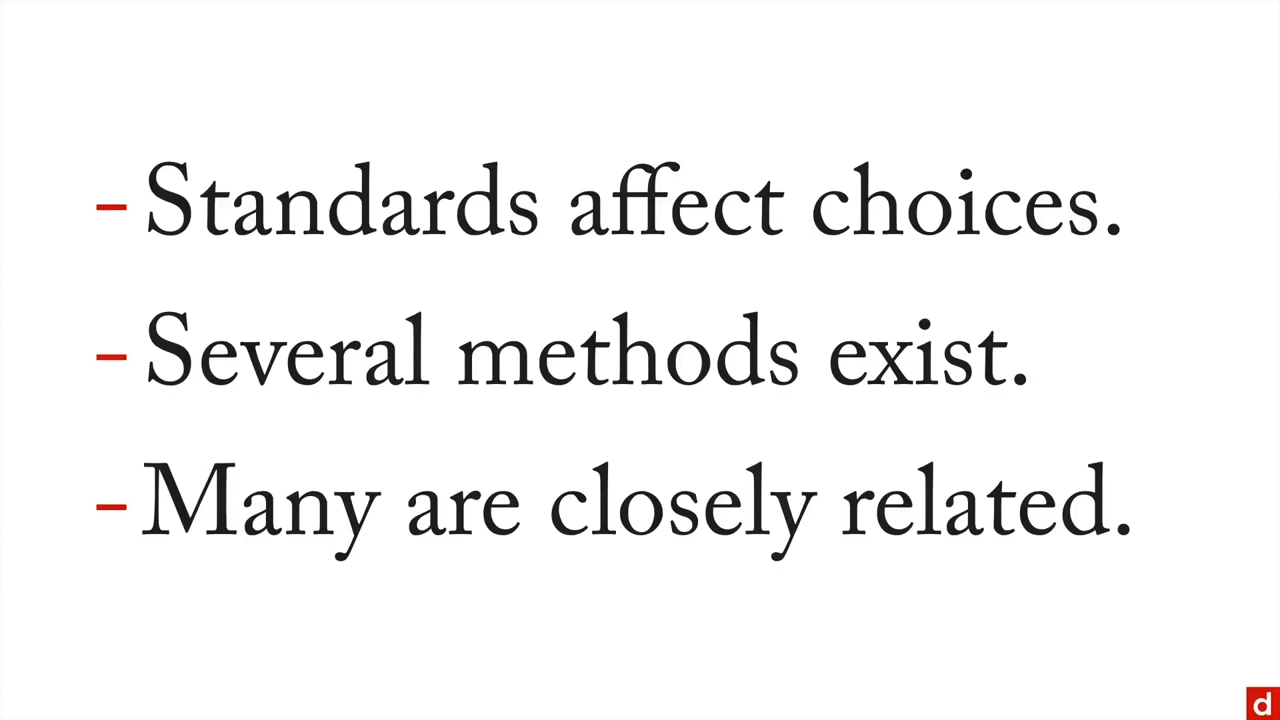 – Standards affect choices.
– Several methods exist.
– Many are closely related.
d